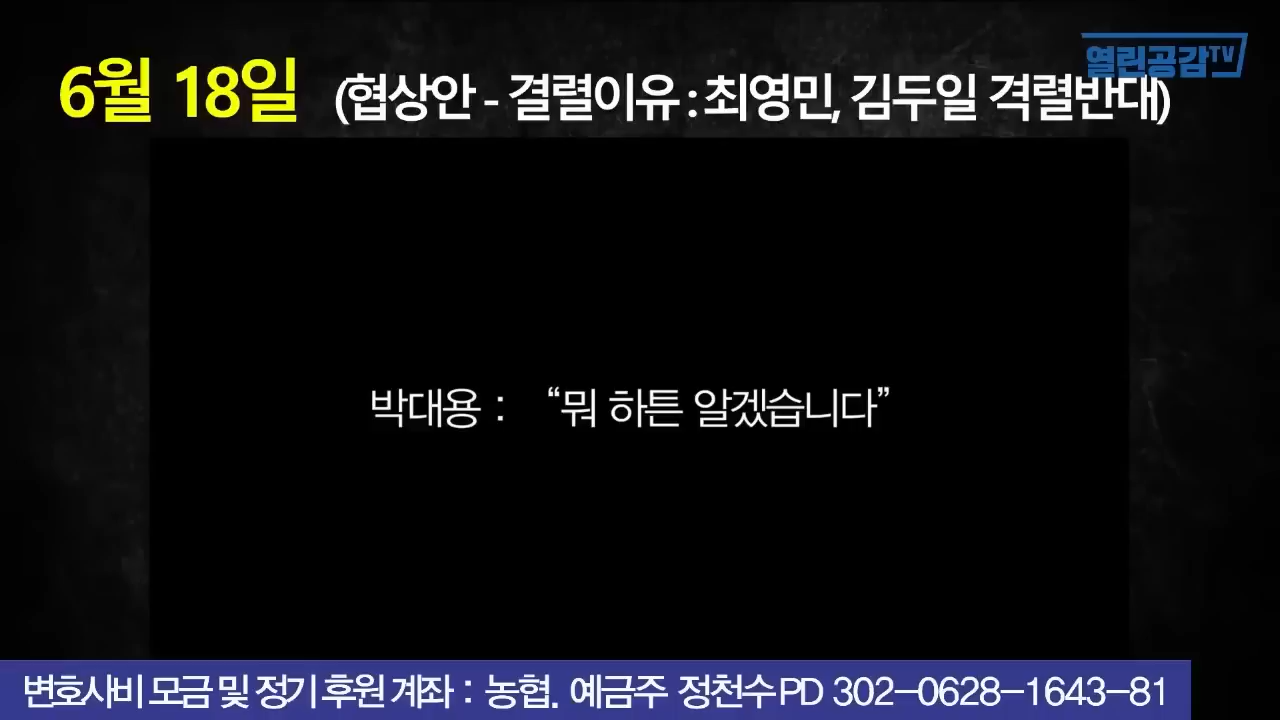 열린공감TV
6월 18일 (협상안 - 결렬이유 : 최영민, 김두일 격렬반대)
박대용 : “뭐 하튼 알겠습니다”
변호사비 모금 및 정기 후원 계좌 : 농협. 예금주 정천수PD 302-0628-1643-81